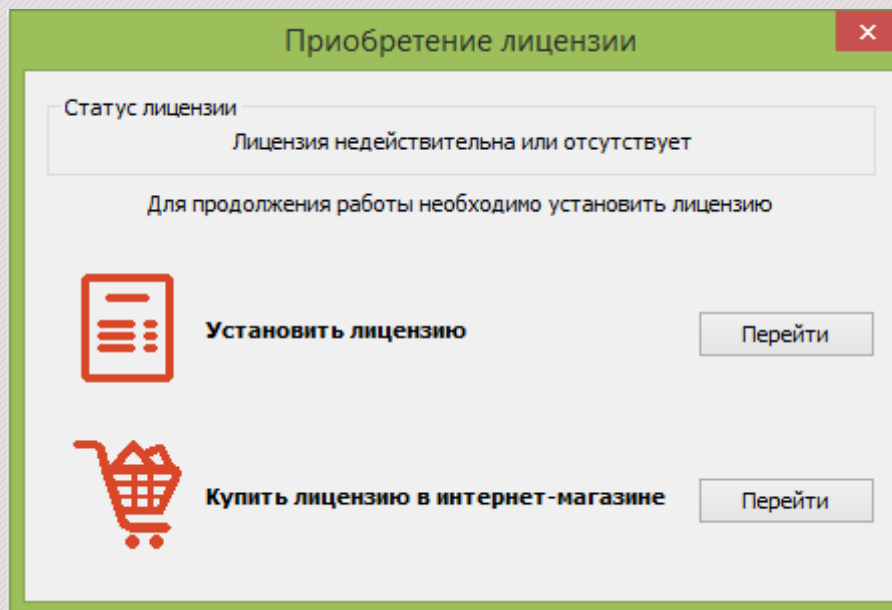 Приобретение лицензии
Статус лицензии
Лицензия недействительна или отсутствует
Для продолжения работы необходимо установить лицензию
Установить лицензию
Перейти
Купить лицензию в интернет-магазине
Перейти